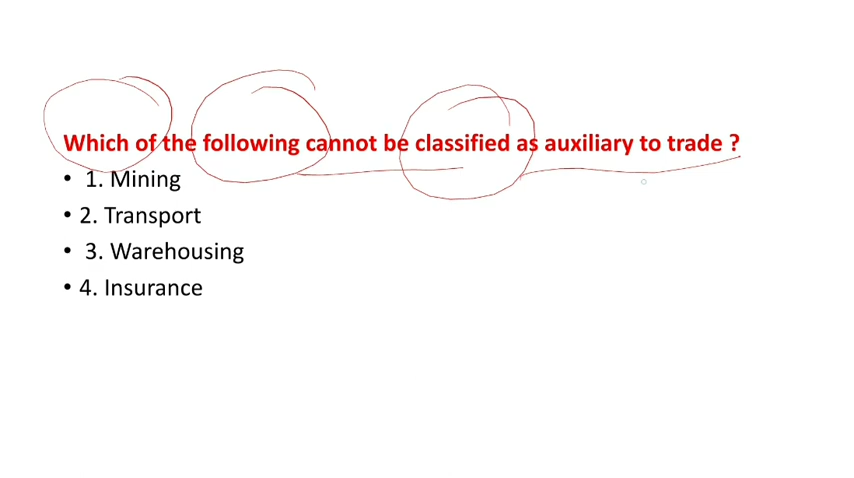 Which of the following cannot be classified as auxiliary to trade ?
• 1. Mining
• 2. Transport
• 3. Warehousing
• 4. Insurance